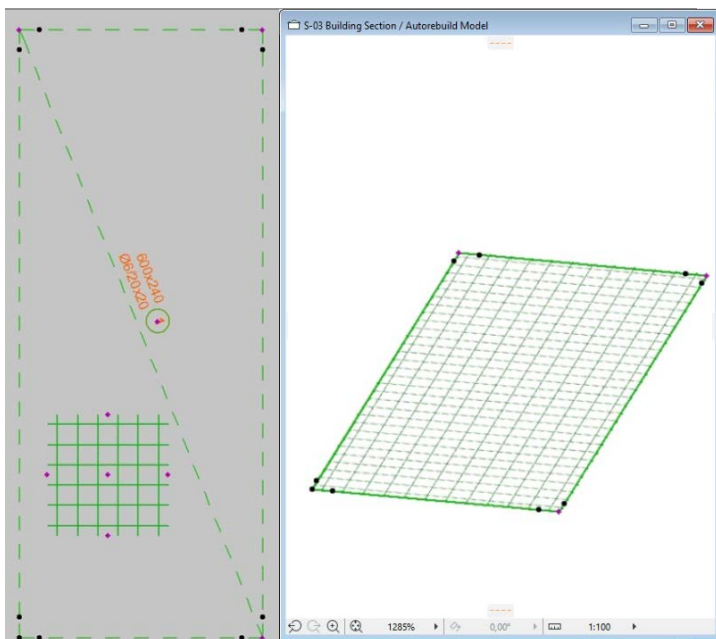 S-03 Building Section / Autorebuild Model
600x240
Ø6/20x20
1285%
0,00°
1:100